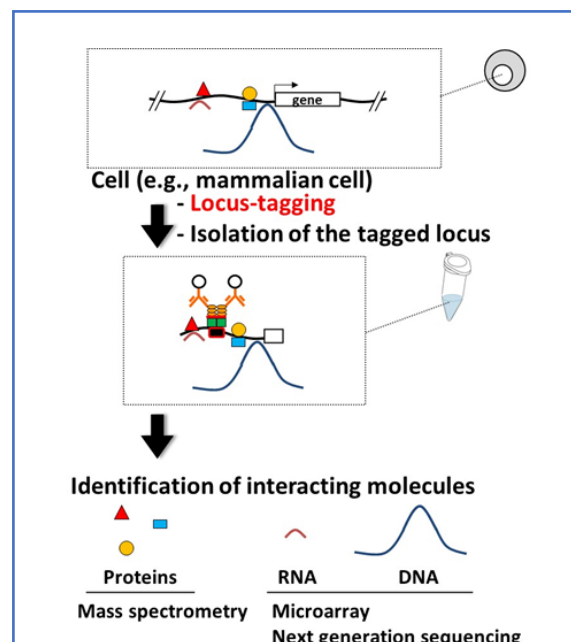 gene
Cell (e.g., mammalian cell)
- Locus-tagging
- Isolation of the tagged locus
Identification of interacting molecules
Proteins RNA DNA
Mass spectrometry Microarray
Next generation sequencing